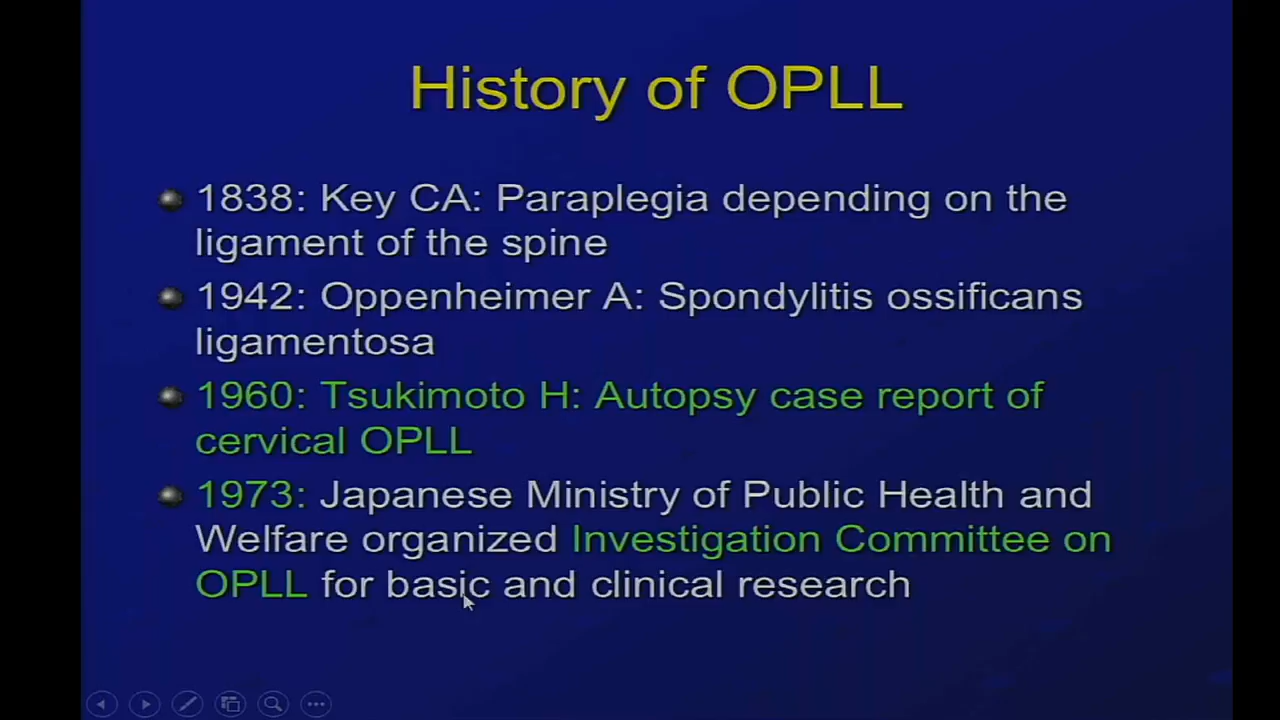 History of OPLL
1838: Key CA: Paraplegia depending on the
ligament of the spine
1942: Oppenheimer A: Spondylitis ossificans
ligamentosa
1960: Tsukimoto H: Autopsy case report of
cervical OPLL
1973: Japanese Ministry of Public Health and
Welfare organized Investigation Committee on
OPLL for basic and clinical research